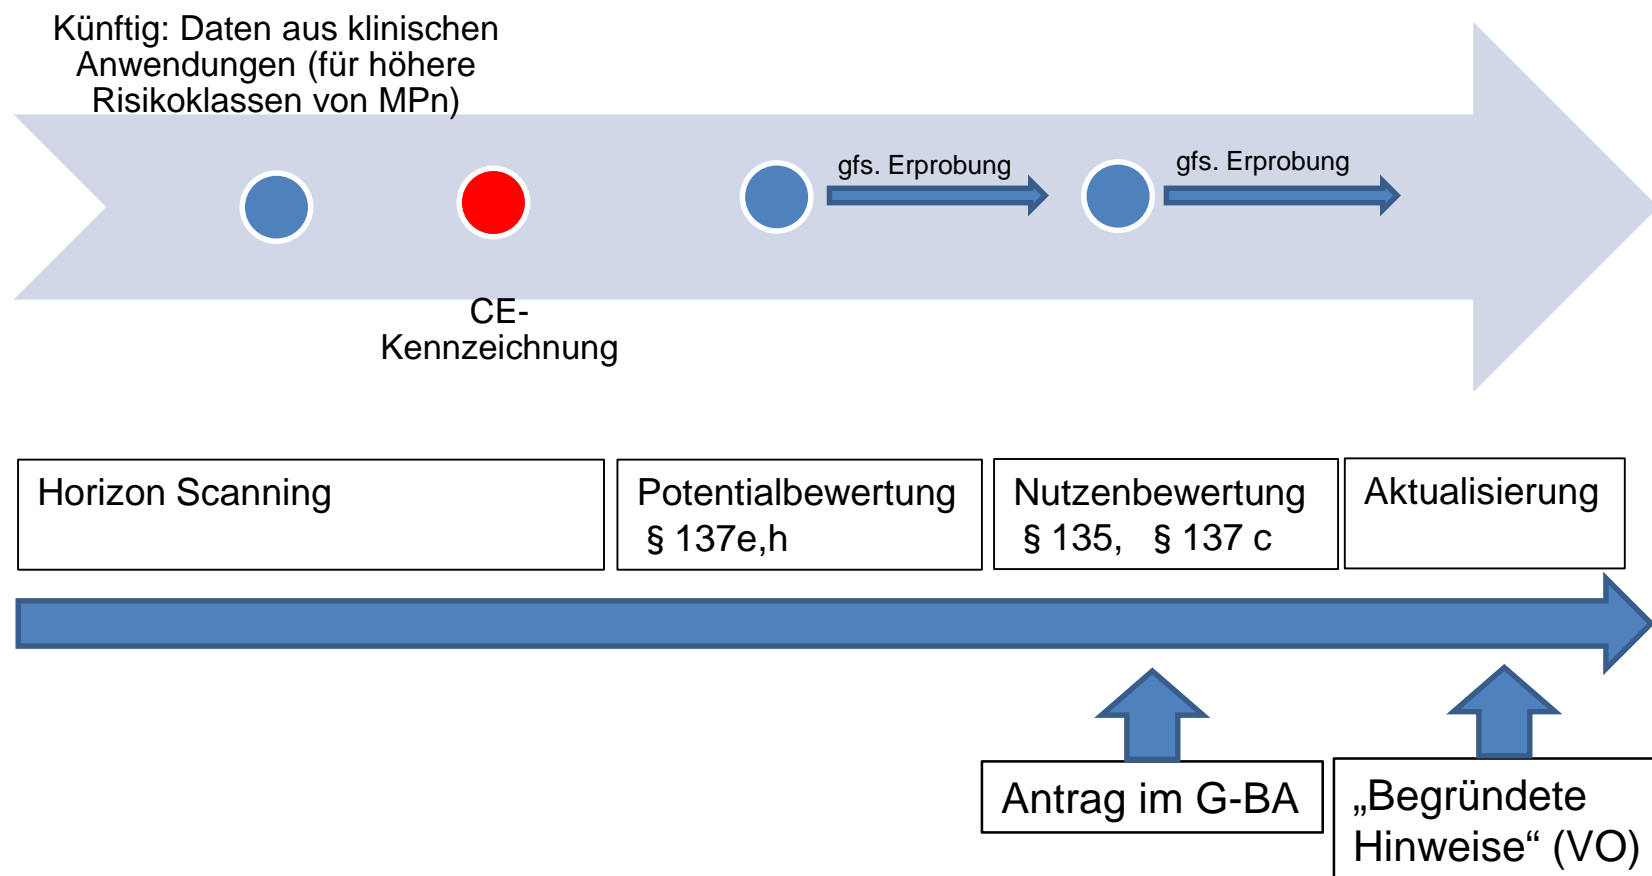 Künftig: Daten aus klinischen
Anwendungen (für höhere
Risikoklassen von MPn)
gfs. Erprobung
gfs. Erprobung
CE-
Kennzeichnung
Horizon Scanning
Potentialbewertung
§ 137e,h
Nutzenbewertung
§ 135, § 137 c
Aktualisierung
Antrag im G-BA
„Begründete
Hinweise“ (VO)